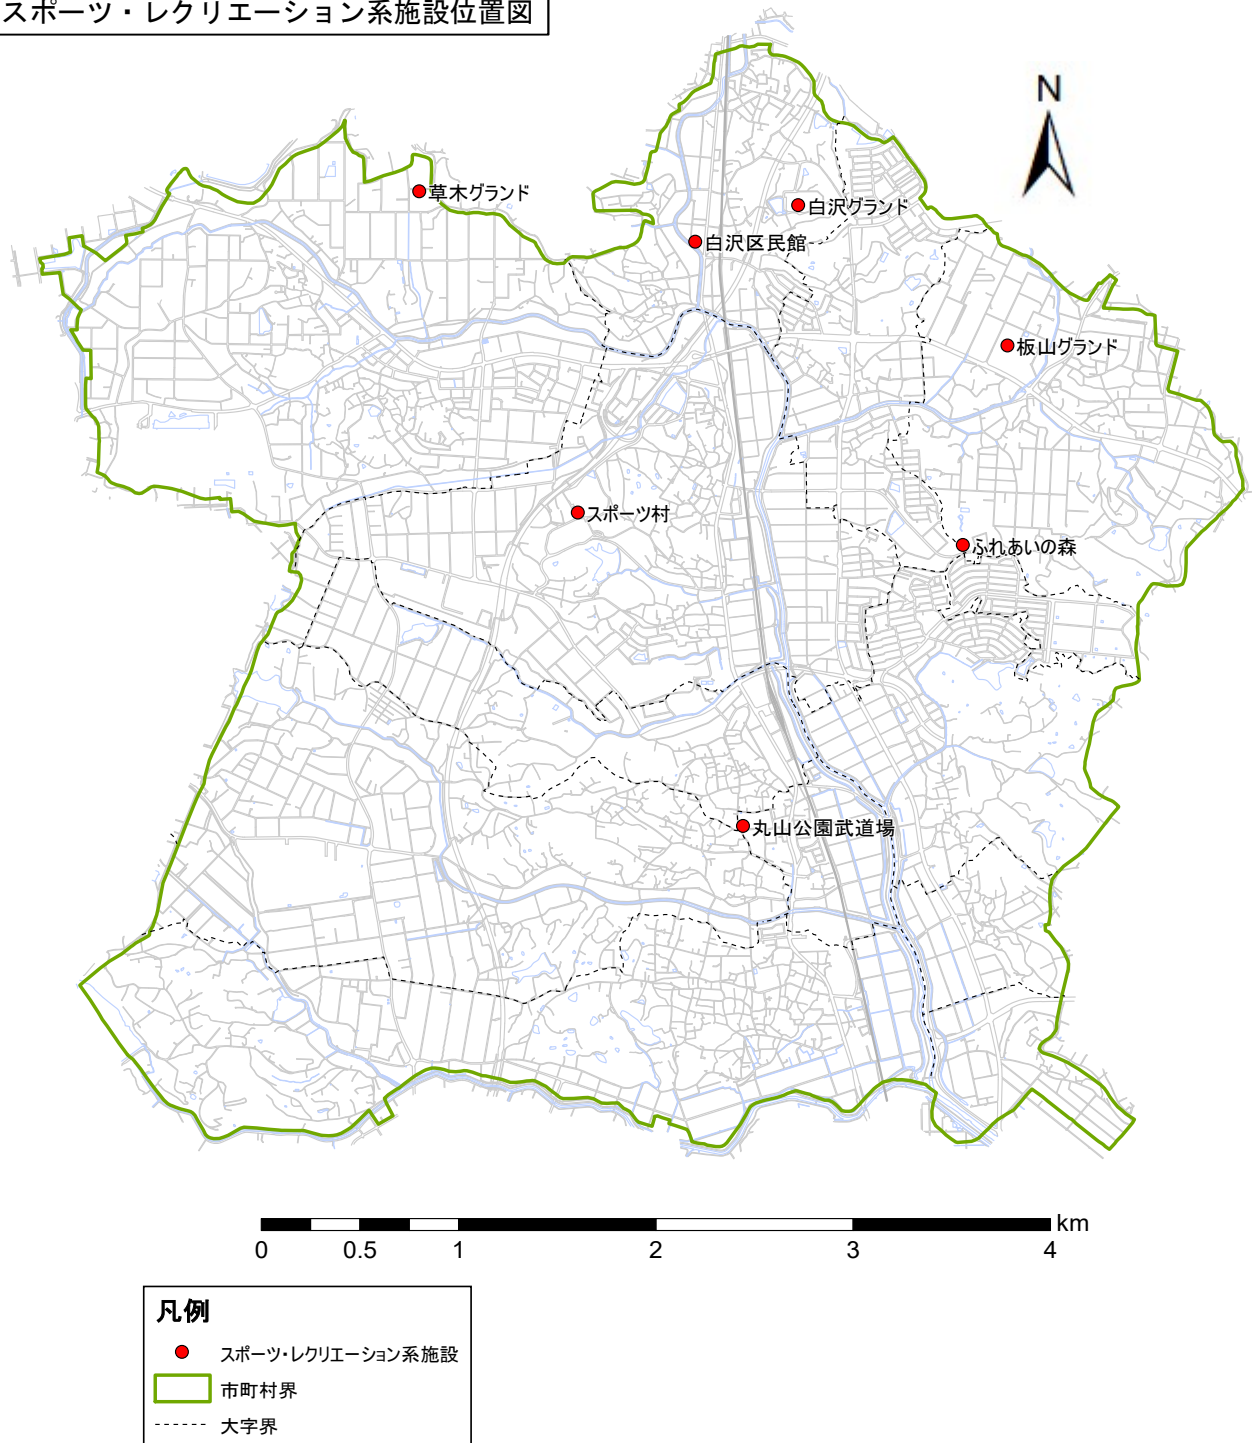 スポーツ・レクリエーション系施設位置図
N
草木グランド
白沢グランド
白沢区民館
板山グランド
スポーツ村
ふれあいの森
丸山公園武道場
km
0 0.5 1 2 3 4
凡例
スポーツ・レクリエーション系施設
市町村界
大字界